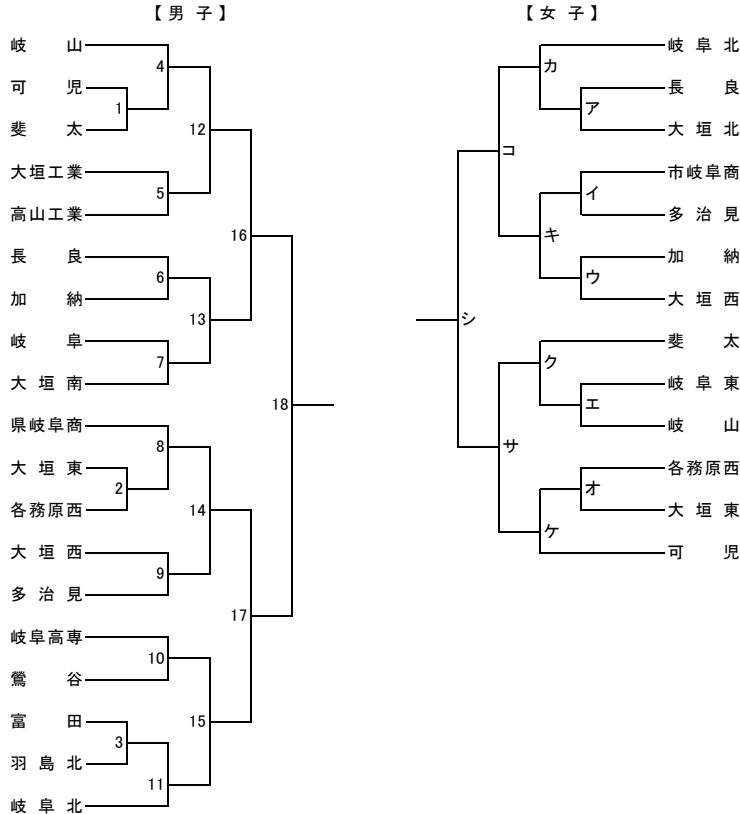 【 男 子 】
岐 山
可 児
斐 太
大垣工業
高山工業
長 良
加 納
岐 阜
大 垣 南
県岐阜商
大 垣 東
各務原西
大 垣 西
多 治 見
岐阜高専
鶯 谷
富 田
羽 島 北
岐 阜 北
4
1
12
5
16
6
13
7
18
8
2
14
9
17
10
15
3
11
【 女 子 】
岐 阜 北
長 良
大 垣 北
市岐阜商
多 治 見
加 納
大 垣 西
斐 太
岐 阜 東
岐 山
各務原西
大 垣 東
可 児
カ
ア
コ
イ
キ
ウ
シ
ク
エ
サ
オ
ケ